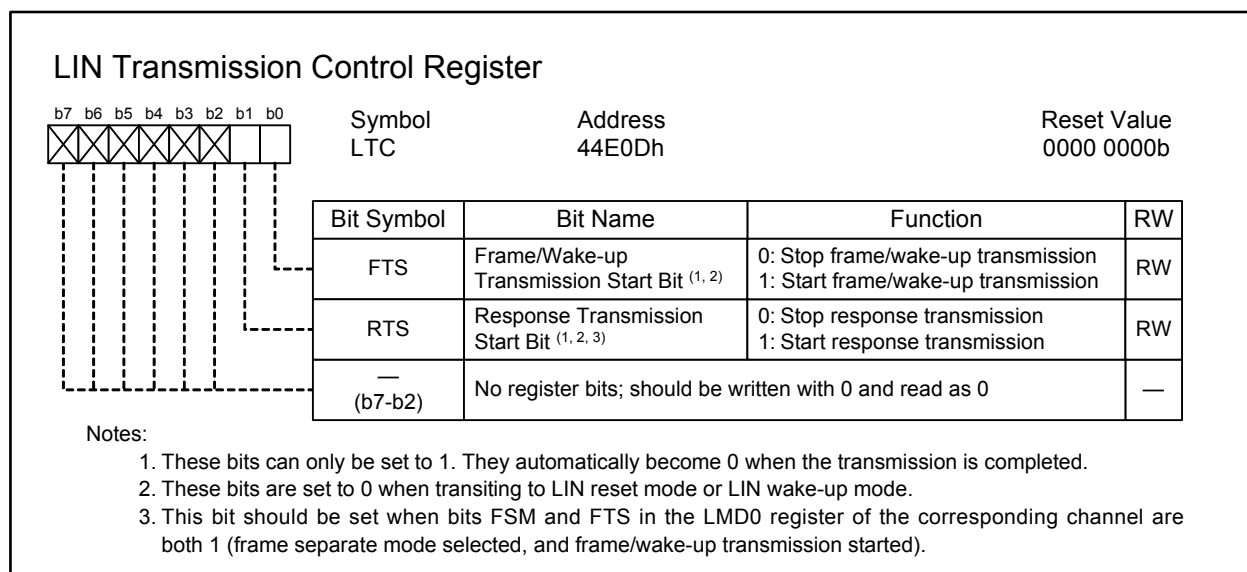 LIN Transmission Control Register
b7 b6 b5 b4 b3 b2 b1 b0
Symbol Address Reset Value
LTC 44E0Dh 0000 0000b
Bit Symbol Bit Name Function RW
FTS Frame/Wake-up Transmission Start Bit (1, 2) 0: Stop frame/wake-up transmission 1: Start frame/wake-up transmission RW
RTS Response Transmission Start Bit (1, 2, 3) 0: Stop response transmission 1: Start response transmission RW
— (b7-b2) No register bits; should be written with 0 and read as 0 —
Notes:
1. These bits can only be set to 1. They automatically become 0 when the transmission is completed.
2. These bits are set to 0 when transiting to LIN reset mode or LIN wake-up mode.
3. This bit should be set when bits FSM and FTS in the LMD0 register of the corresponding channel are
both 1 (frame separate mode selected, and frame/wake-up transmission started).